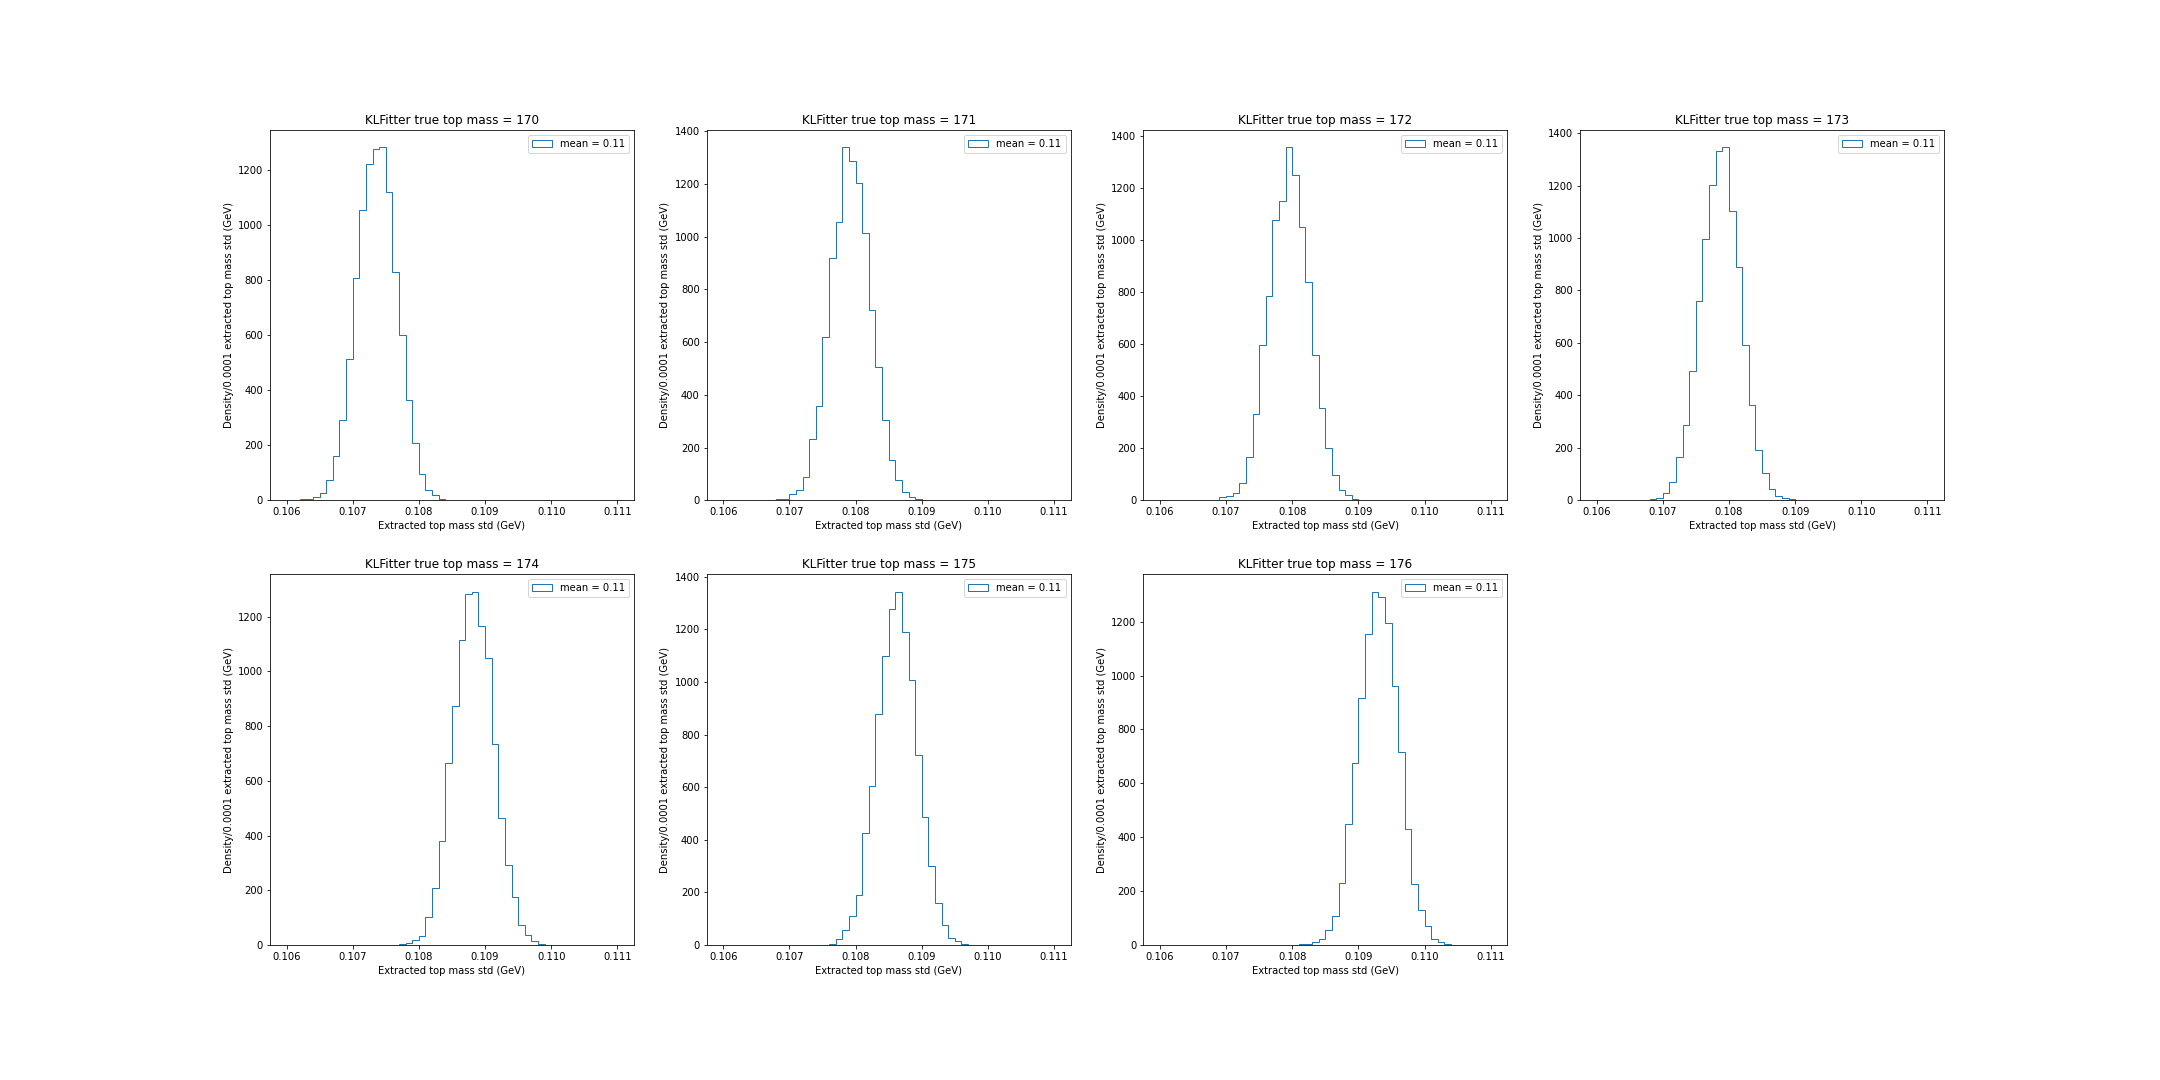 KLFitter true top mass = 170
mean = 0.11
Density/0.0001 extracted top mass std (GeV)
1200
1000
800
600
400
200
0
0.106 0.107 0.108 0.109 0.110 0.111
Extracted top mass std (GeV)
KLFitter true top mass = 171
mean = 0.11
Density/0.0001 extracted top mass std (GeV)
1400
1200
1000
800
600
400
200
0
0.106 0.107 0.108 0.109 0.110 0.111
Extracted top mass std (GeV)
KLFitter true top mass = 172
mean = 0.11
Density/0.0001 extracted top mass std (GeV)
1400
1200
1000
800
600
400
200
0
0.106 0.107 0.108 0.109 0.110 0.111
Extracted top mass std (GeV)
KLFitter true top mass = 173
mean = 0.11
Density/0.0001 extracted top mass std (GeV)
1400
1200
1000
800
600
400
200
0
0.106 0.107 0.108 0.109 0.110 0.111
Extracted top mass std (GeV)
KLFitter true top mass = 174
mean = 0.11
Density/0.0001 extracted top mass std (GeV)
1200
1000
800
600
400
200
0
0.106 0.107 0.108 0.109 0.110 0.111
Extracted top mass std (GeV)
KLFitter true top mass = 175
mean = 0.11
Density/0.0001 extracted top mass std (GeV)
1400
1200
1000
800
600
400
200
0
0.106 0.107 0.108 0.109 0.110 0.111
Extracted top mass std (GeV)
KLFitter true top mass = 176
mean = 0.11
Density/0.0001 extracted top mass std (GeV)
1200
1000
800
600
400
200
0
0.106 0.107 0.108 0.109 0.110 0.111
Extracted top mass std (GeV)